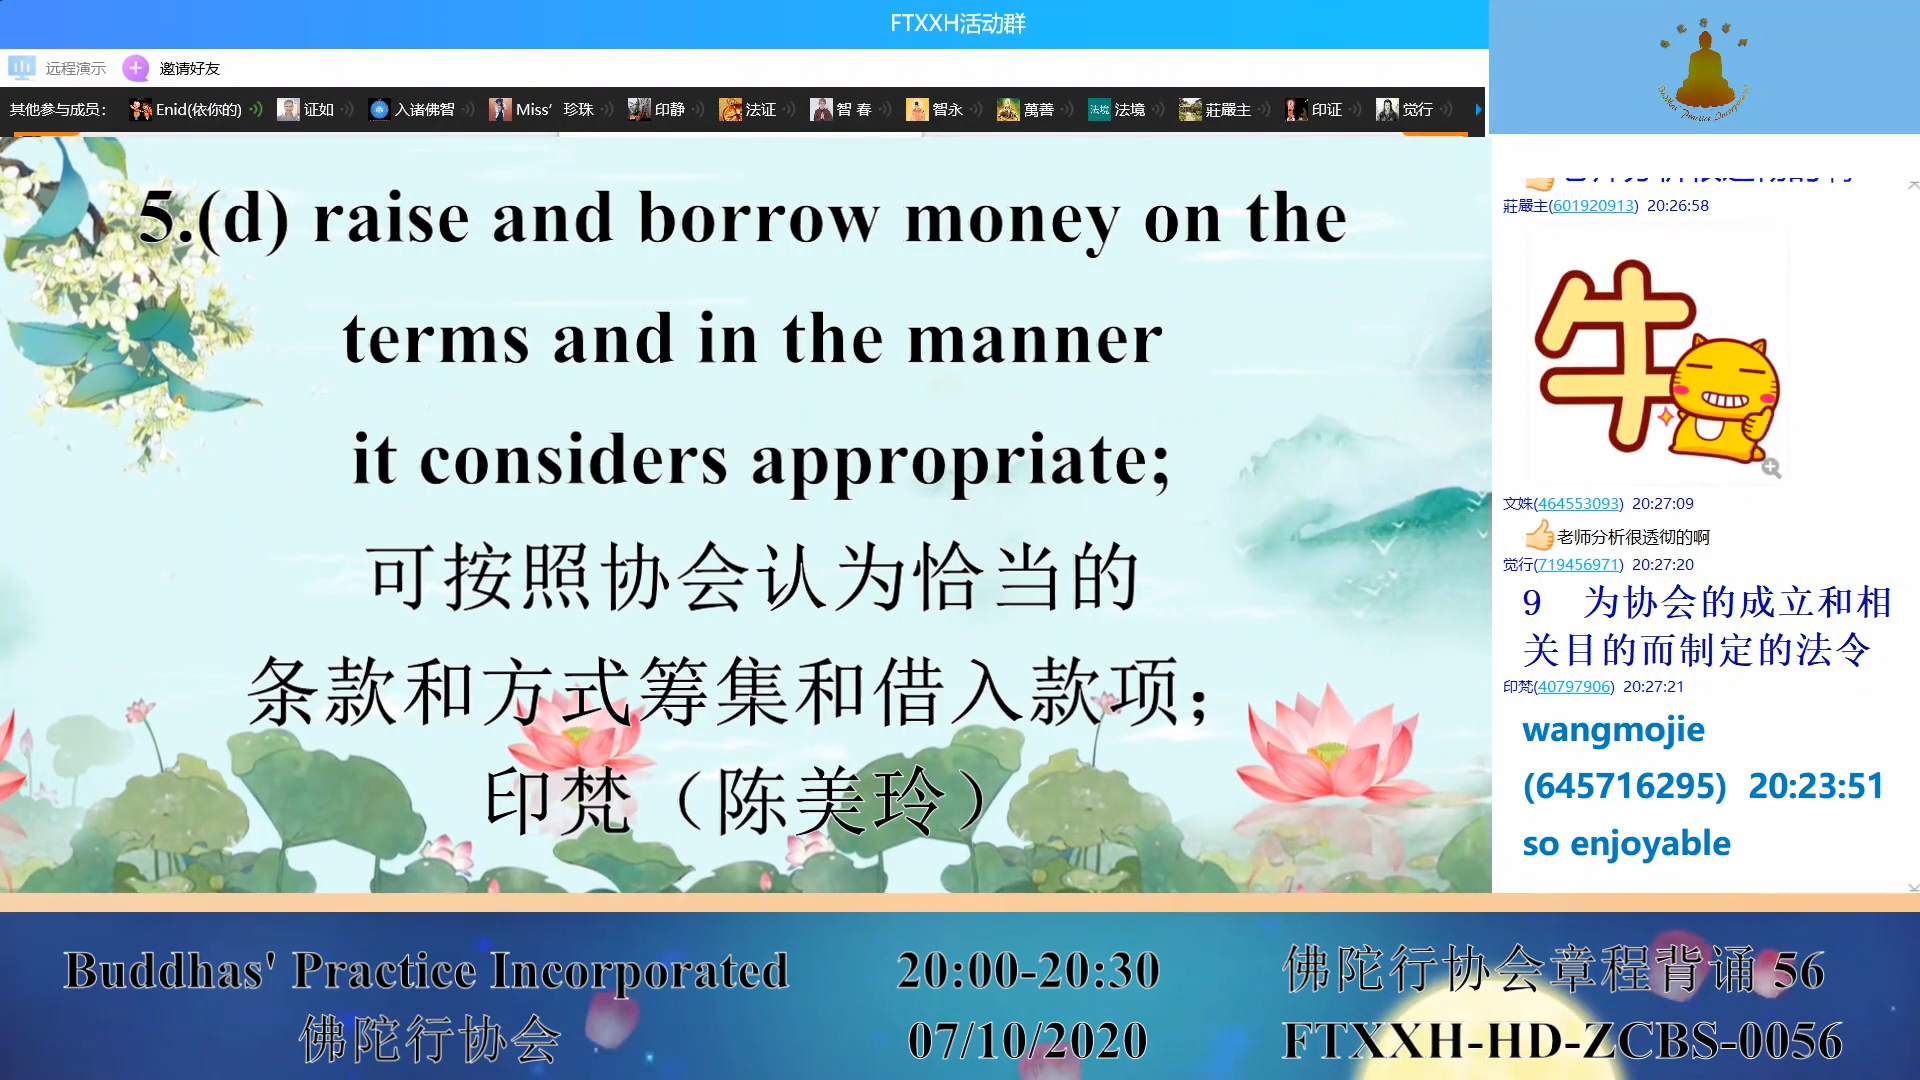 FTXXH活动群
远程演示 邀请好友
其他参与成员: Enid(依你的) 证如 入诸佛智 Miss’ 珍珠 印静 法证 智 春 智永 萬善 法境 法境 莊嚴主 印证 觉行
5.(d) raise and borrow money on the
terms and in the manner
it considers appropriate;
可按照协会认为恰当的
条款和方式筹集和借入款项;
印梵（陈美玲）
莊嚴主(601920913) 20:26:58
牛
文姝(464553093) 20:27:09
老师分析很透彻的啊
觉行(719456971) 20:27:20
9 为协会的成立和相
关目的而制定的法令
印梵(40797906) 20:27:21
wangmojie
(645716295) 20:23:51
so enjoyable
Buddhas' Practice Incorporated
佛陀行协会
20:00-20:30
07/10/2020
佛陀行协会章程背诵 56
FTXXH-HD-ZCBS-0056